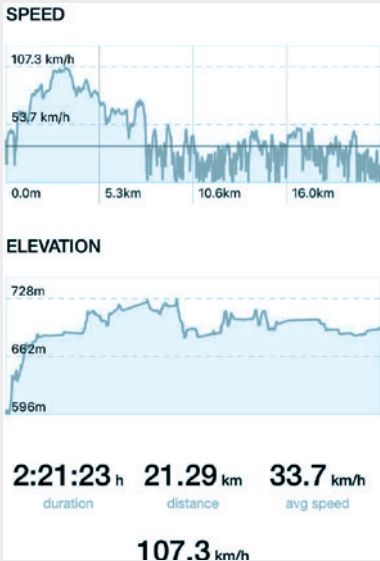 SPEED
107.3 km/h
53.7 km/h
0.0m 5.3km 10.6km 16.0km
ELEVATION
728m
662m
596m
2:21:23 h 21.29 km 33.7 km/h
duration distance avg speed
107.3 km/h